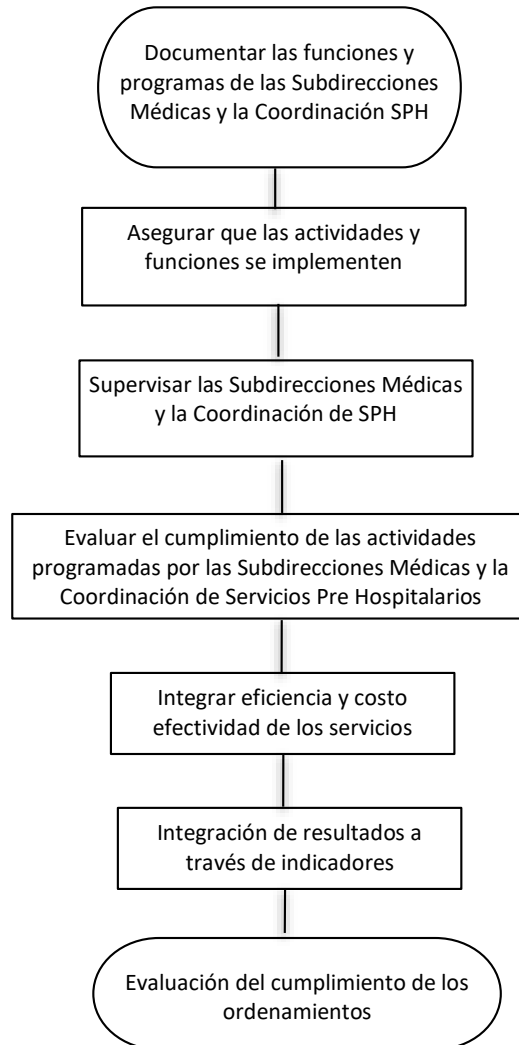 Documentar las funciones y
programas de las Subdirecciones
Médicas y la Coordinación SPH
Asegurar que las actividades y
funciones se implementen
Supervisar las Subdirecciones Médicas
y la Coordinación de SPH
Evaluar el cumplimiento de las actividades
programadas por las Subdirecciones Médicas y la
Coordinación de Servicios Pre Hospitalarios
Integrar eficiencia y costo
efectividad de los servicios
Integración de resultados a
través de indicadores
Evaluación del cumplimiento de los
ordenamientos